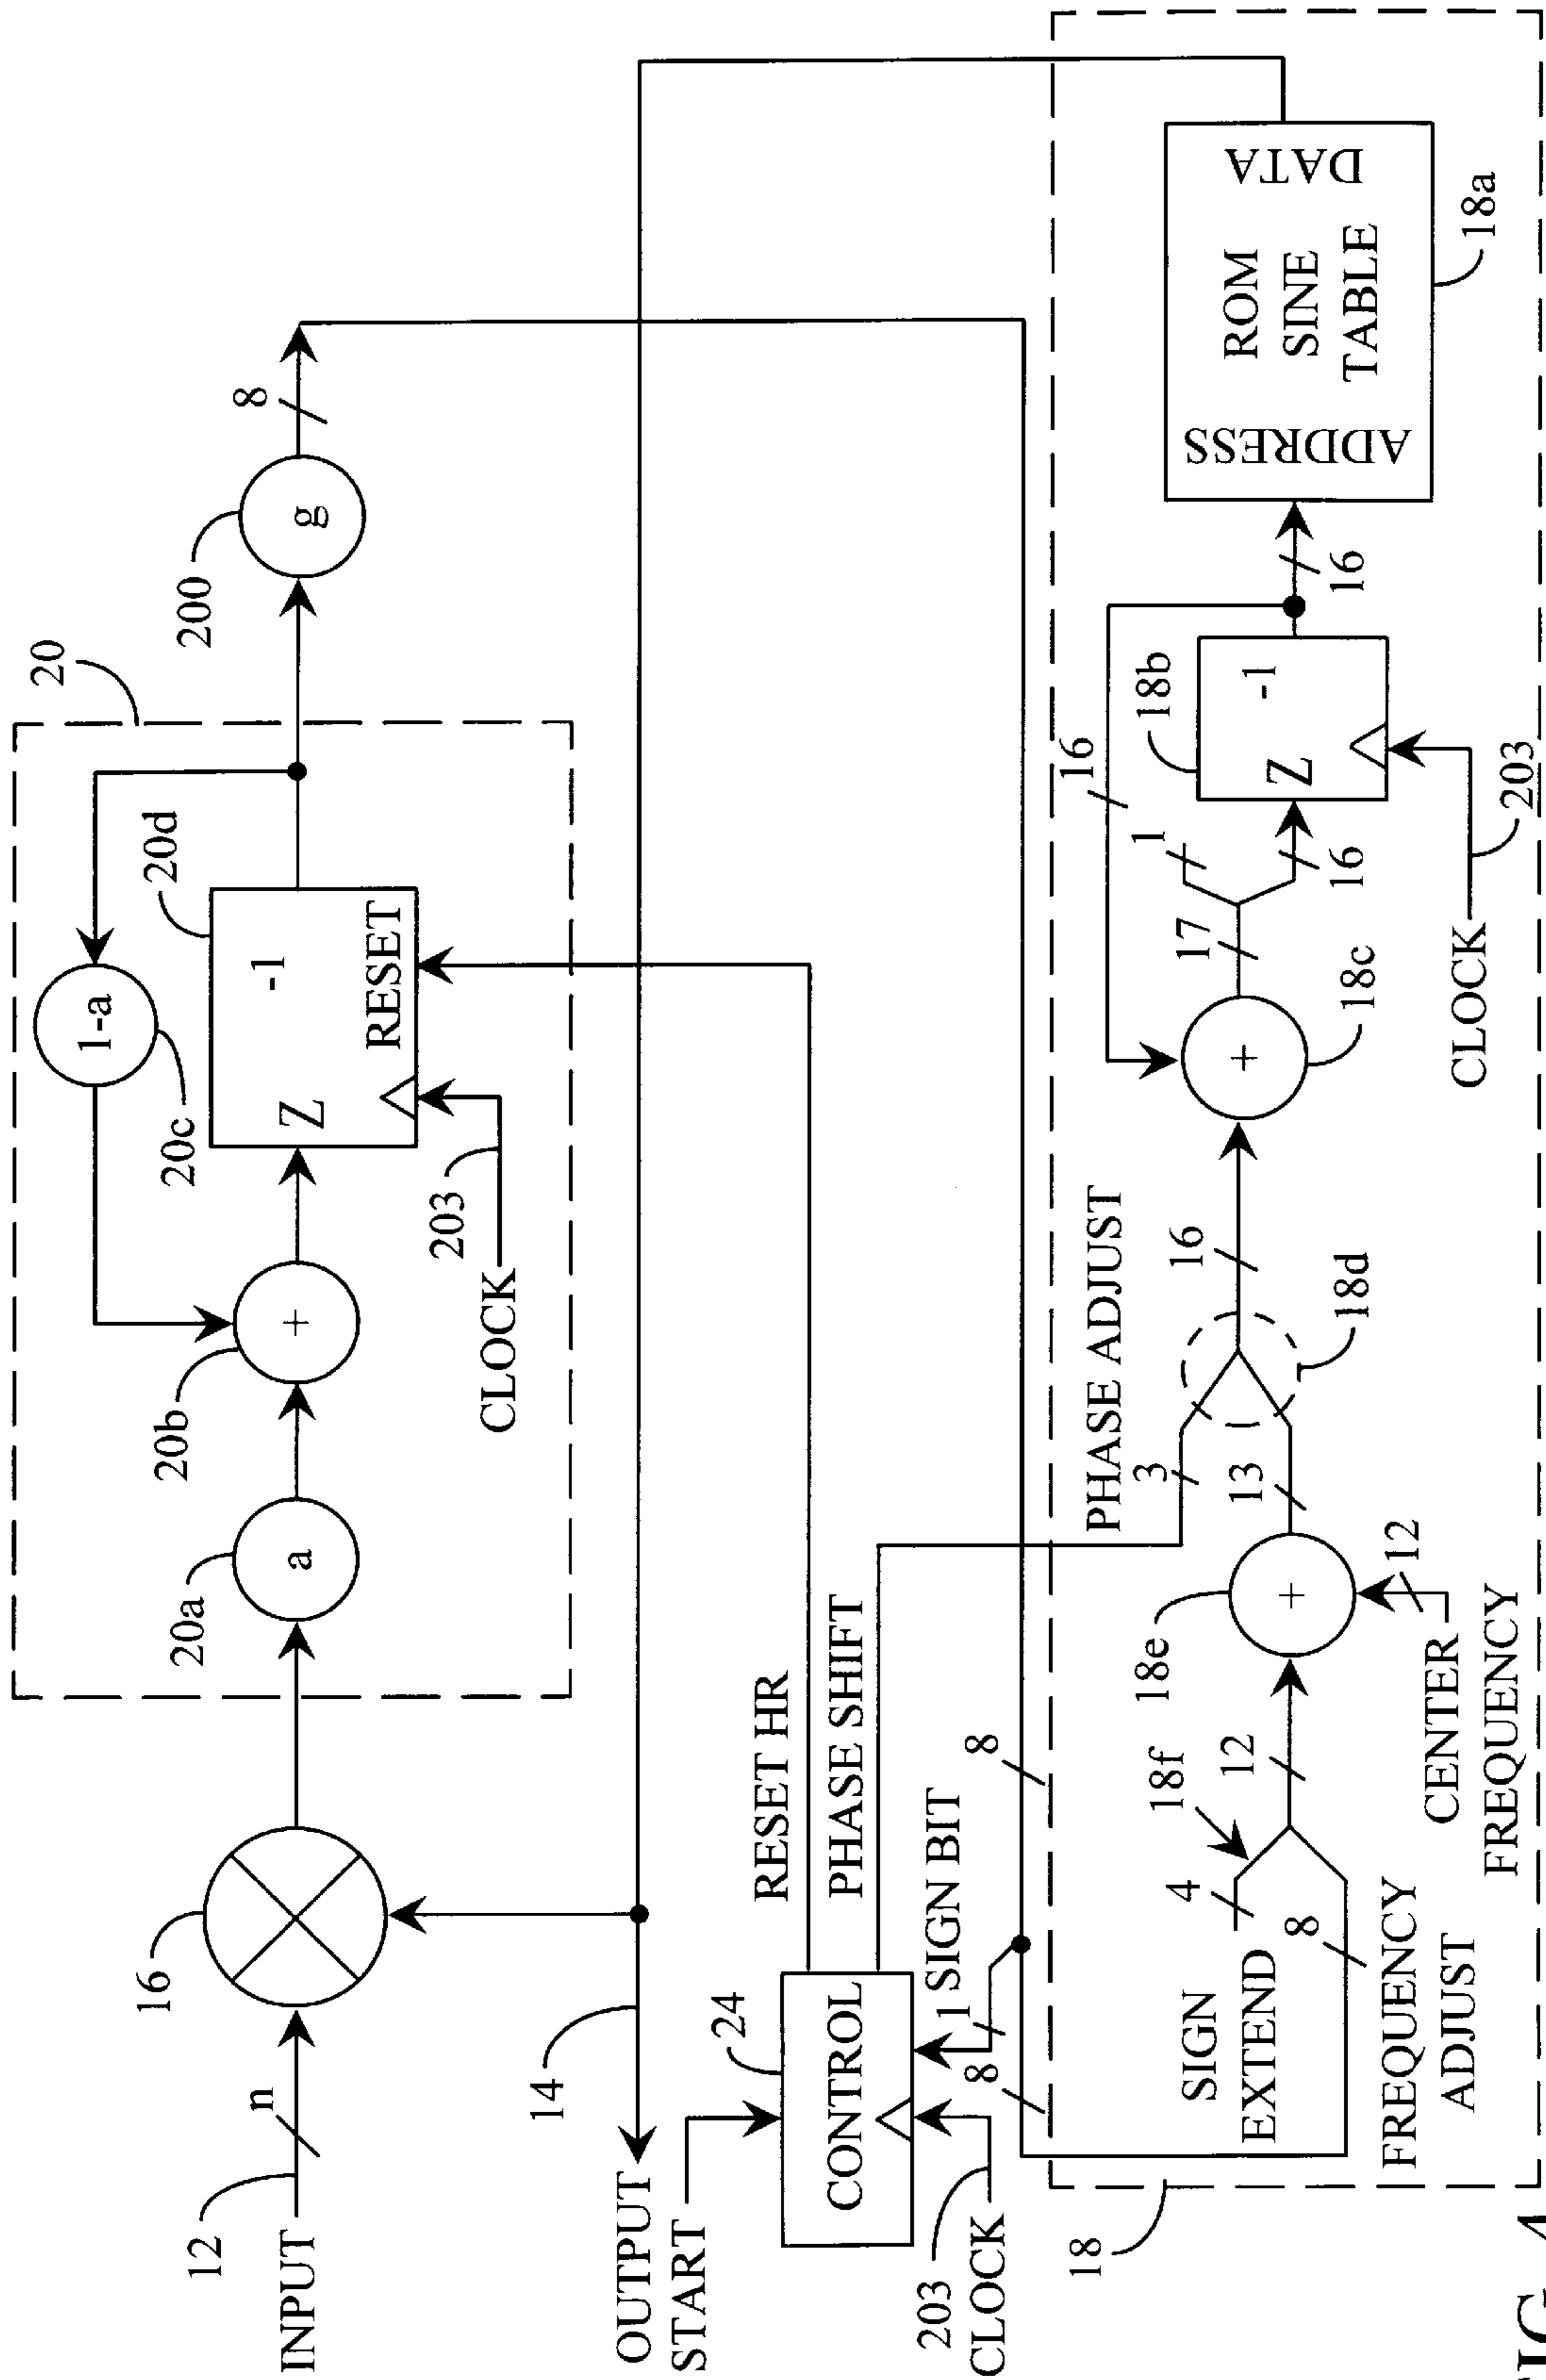 20
20c
1-a
20a
20b
20d
16
12
n
INPUT
a
+
Z
-1
RESET
200
g
8
203
CLOCK
14
OUTPUT
START
24
CONTROL
RESET HR
PHASE SHIFT
SIGN BIT
1
8
8
203
CLOCK
18
SIGN
EXTEND
4
18f
12
8
FREQUENCY
ADJUST
18e
+
12
CENTER
FREQUENCY
PHASE ADJUST
3
13
16
18d
+
18c
17
1
16
16
18b
Z
-1
CLOCK
203
16
ADDRESS
ROM
SINE
TABLE
DATA
18a